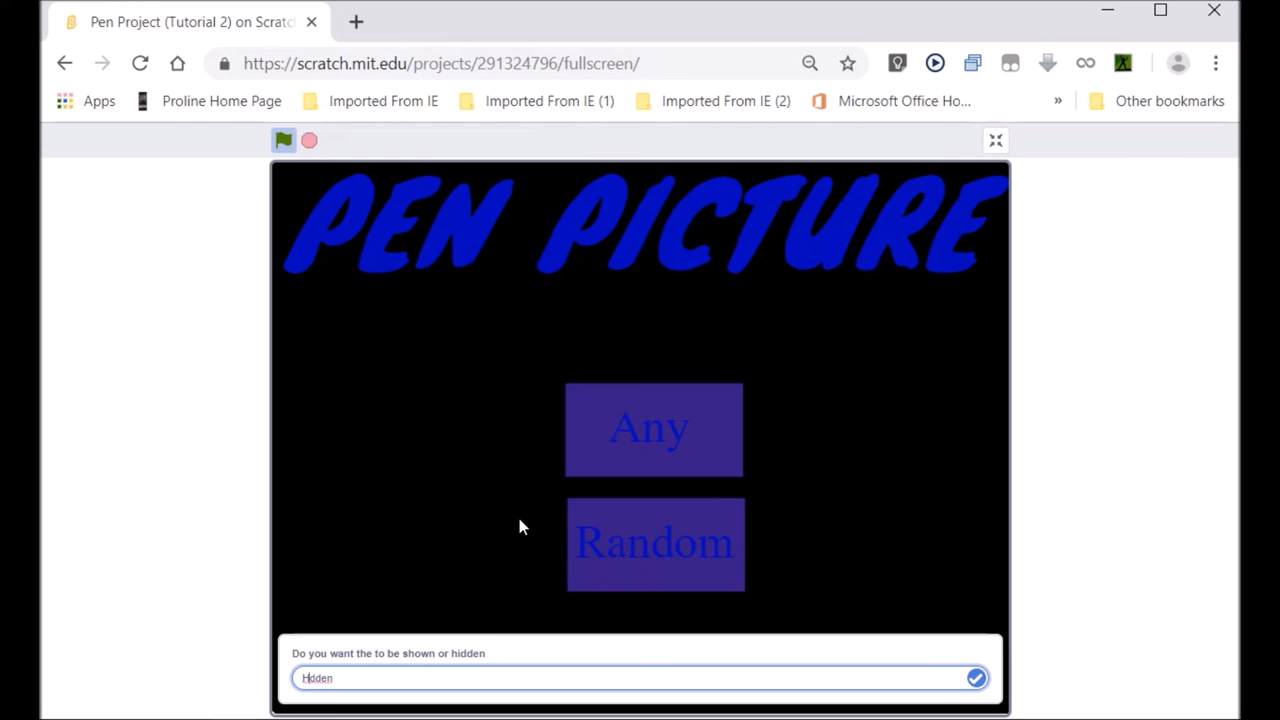 Pen Project (Tutorial 2) on Scratc
https://scratch.mit.edu/projects/291324796/fullscreen/
Apps Proline Home Page Imported From IE Imported From IE (1) Imported From IE (2) Microsoft Office Ho... » Other bookmarks
PEN PICTURE
Any
Random
Do you want the to be shown or hidden
Hdden